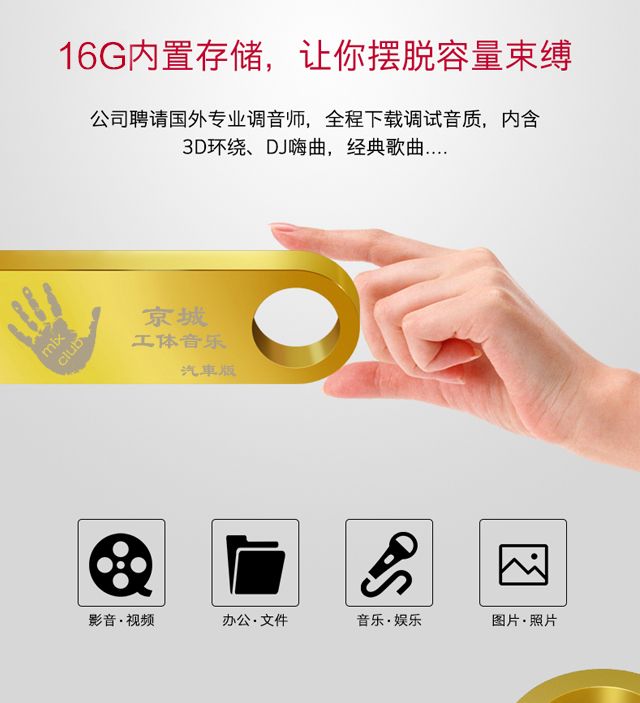 16G内置存储，让你摆脱容量束缚
公司聘请国外专业调音师，全程下载调试音质，内含
3D环绕、DJ嗨曲，经典歌曲....
mix
club
京城
工体音乐
汽車版
影音·视频
办公·文件
音乐·娱乐
图片·照片